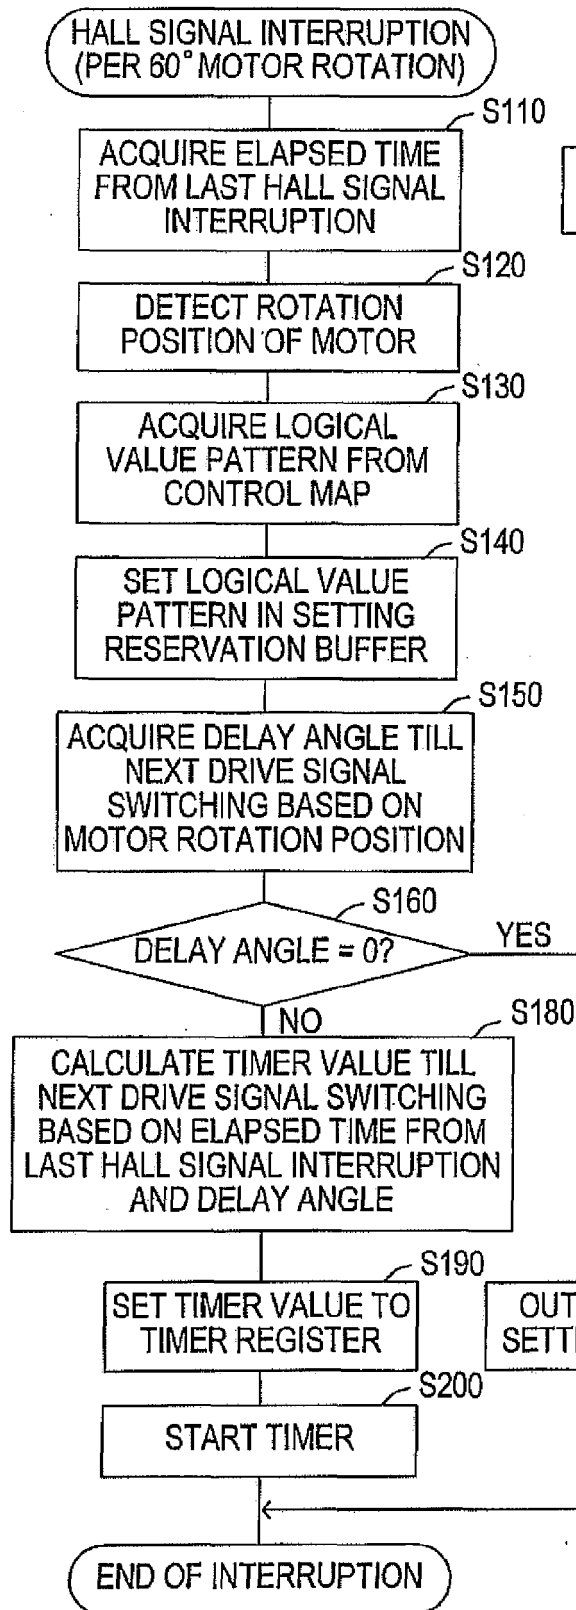 HALL SIGNAL INTERRUPTION
(PER 60° MOTOR ROTATION)
S110
ACQUIRE ELAPSED TIME
FROM LAST HALL SIGNAL
INTERRUPTION
S120
DETECT ROTATION
POSITION OF MOTOR
S130
ACQUIRE LOGICAL
VALUE PATTERN FROM
CONTROL MAP
S140
SET LOGICAL VALUE
PATTERN IN SETTING
RESERVATION BUFFER
S150
ACQUIRE DELAY ANGLE TILL
NEXT DRIVE SIGNAL
SWITCHING BASED ON
MOTOR ROTATION POSITION
S160
DELAY ANGLE = 0?
YES
NO
S180
CALCULATE TIMER VALUE TILL
NEXT DRIVE SIGNAL SWITCHING
BASED ON ELAPSED TIME FROM
LAST HALL SIGNAL INTERRUPTION
AND DELAY ANGLE
S190
SET TIMER VALUE TO
TIMER REGISTER
OUT
SETT
S200
START TIMER
END OF INTERRUPTION